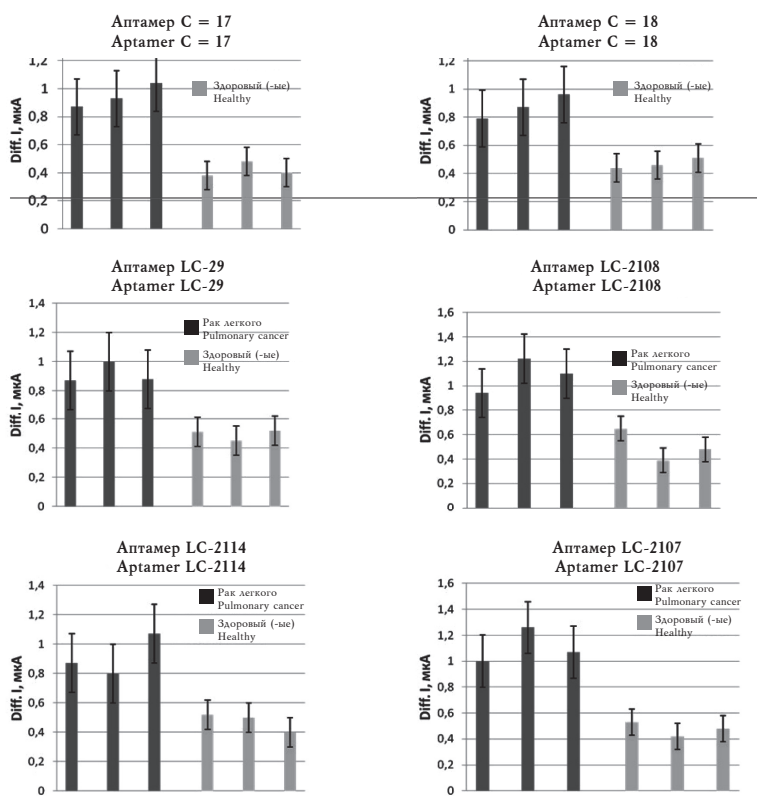 Аптамер C = 17
Aptamer C = 17
1,2
1
0,8
0,6
0,4
0,2
0
Diff. I, мкА
Здоровый (-ые)
Healthy
Аптамер C = 18
Aptamer C = 18
1,2
1
0,8
0,6
0,4
0,2
0
Diff. I, мкА
Здоровый (-ые)
Healthy
Аптамер LC-29
Aptamer LC-29
1,4
1,2
1
0,8
0,6
0,4
0,2
0
Diff. I, мкА
Рак легкого
Pulmonary cancer
Здоровый (-ые)
Healthy
Аптамер LC-2108
Aptamer LC-2108
1,6
1,4
1,2
1
0,8
0,6
0,4
0,2
0
Diff. I, мкА
Рак легкого
Pulmonary cancer
Здоровый (-ые)
Healthy
Аптамер LC-2114
Aptamer LC-2114
1,4
1,2
1
0,8
0,6
0,4
0,2
0
Diff. I, мкА
Рак легкого
Pulmonary cancer
Здоровый (-ые)
Healthy
Аптамер LC-2107
Aptamer LC-2107
1,6
1,4
1,2
1
0,8
0,6
0,4
0,2
0
Diff. I, мкА
Рак легкого
Pulmonary cancer
Здоровый (-ые)
Healthy